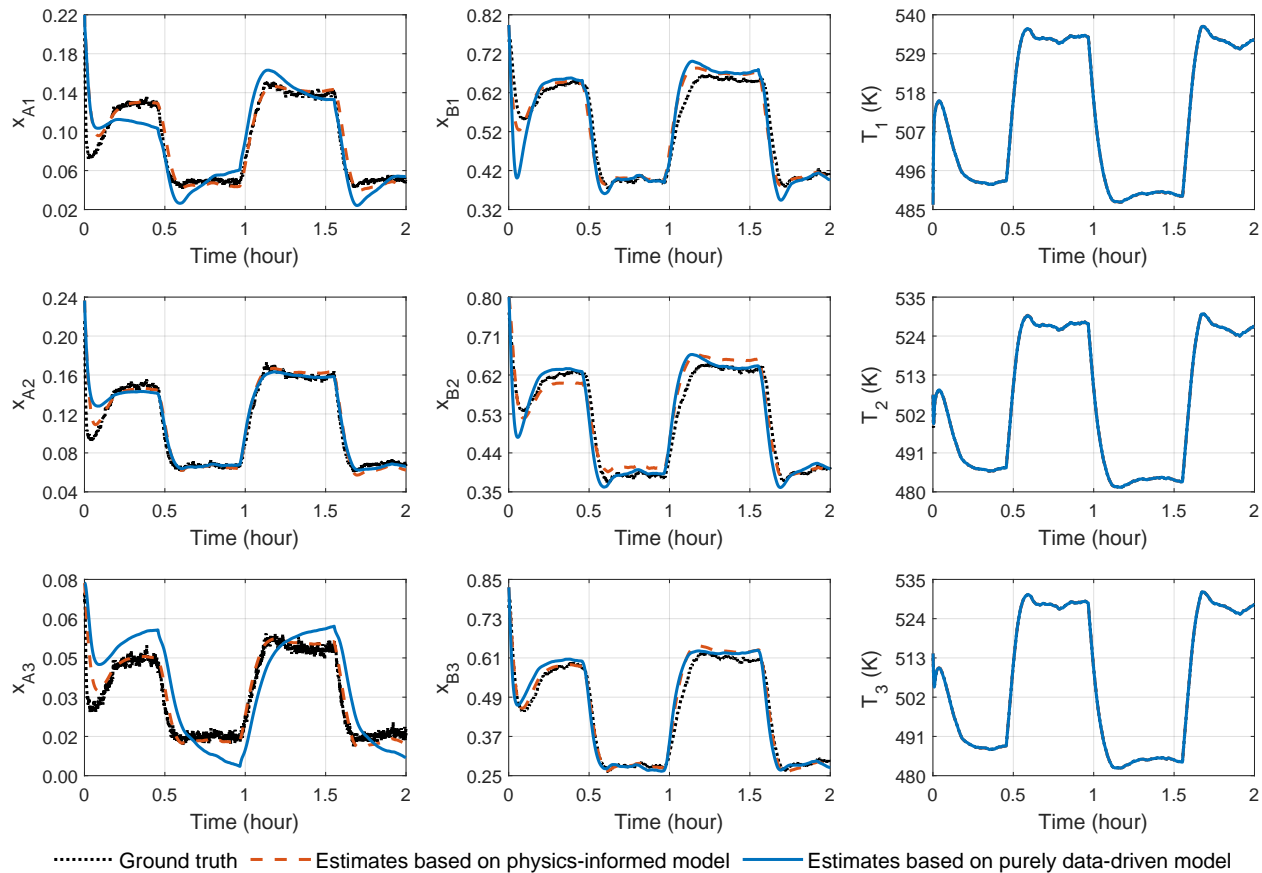 0.22
0.18
0.14
0.10
0.06
0.02
x_A1
0 0.5 1 1.5 2
Time (hour)
0.82
0.72
0.62
0.52
0.42
0.32
x_B1
0 0.5 1 1.5 2
Time (hour)
540
529
518
507
496
485
T_1 (K)
0 0.5 1 1.5 2
Time (hour)
0.24
0.20
0.16
0.12
0.08
0.04
x_A2
0 0.5 1 1.5 2
Time (hour)
0.80
0.71
0.62
0.53
0.44
0.35
x_B2
0 0.5 1 1.5 2
Time (hour)
535
524
513
502
491
480
T_2 (K)
0 0.5 1 1.5 2
Time (hour)
0.08
0.06
0.05
0.03
0.02
0.00
x_A3
0 0.5 1 1.5 2
Time (hour)
0.85
0.73
0.61
0.49
0.37
0.25
x_B3
0 0.5 1 1.5 2
Time (hour)
535
524
513
502
491
480
T_3 (K)
0 0.5 1 1.5 2
Time (hour)
Ground truth Estimates based on physics-informed model Estimates based on purely data-driven model